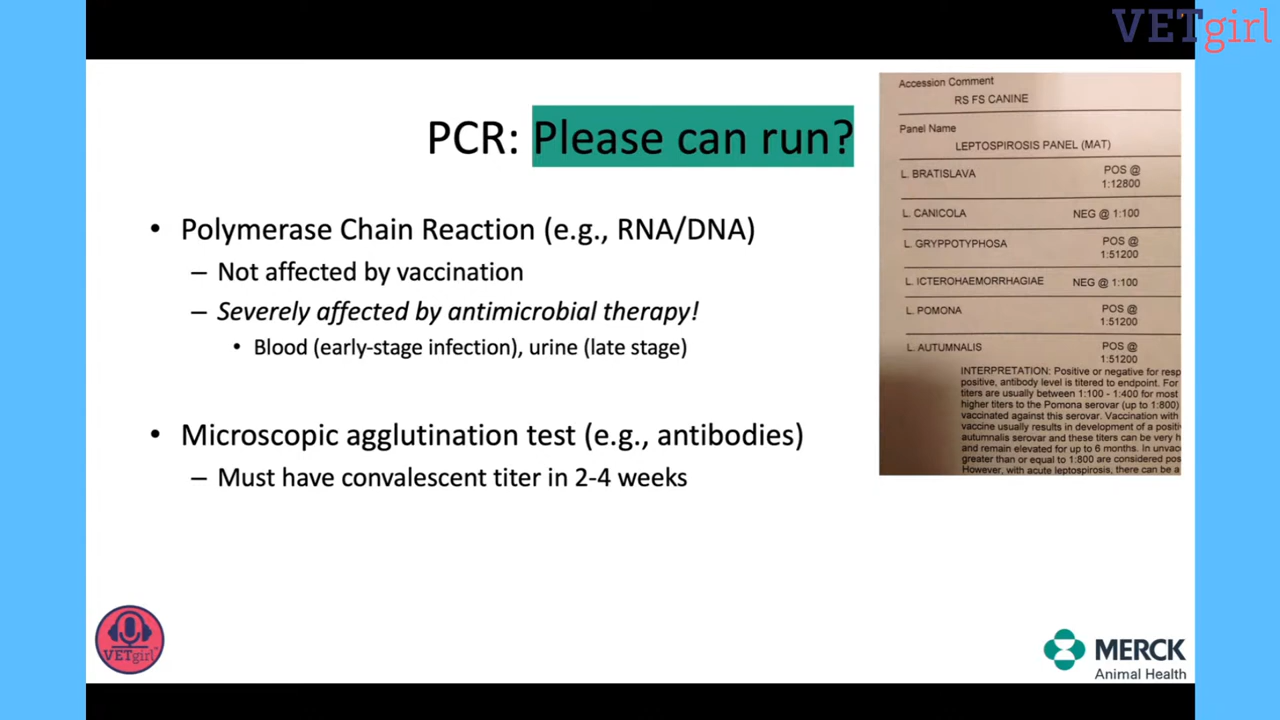 VETgirl
PCR: Please can run?
• Polymerase Chain Reaction (e.g., RNA/DNA)
– Not affected by vaccination
– Severely affected by antimicrobial therapy!
• Blood (early-stage infection), urine (late stage)
• Microscopic agglutination test (e.g., antibodies)
– Must have convalescent titer in 2-4 weeks
Accession Comment
RS FS CANINE
Panel Name
LEPTOSPIROSIS PANEL (MAT)
L. BRATISLAVA POS @
1:12800
L. CANICOLA NEG @ 1:100
L. GRYPPOTYPHOSA POS @
1:51200
L. ICTEROHAEMORRHAGIAE NEG @ 1:100
L. POMONA POS @
1:51200
L. AUTUMNALIS POS @
1:51200
INTERPRETATION: Positive or negative for resp
positive, antibody level is titered to endpoint. For
titers are usually between 1:100 - 1:400 for most
higher titers to the Pomona serovar (up to 1:800)
vaccinated against this serovar. Vaccination with
vaccine usually results in development of a positi
autumnalis serovar and these titers can be very h
and remain elevated for up to 6 months. In unvac
greater than or equal to 1:800 are considered pos
However, with acute leptospirosis, there can be a
VETgirl
MERCK
Animal Health